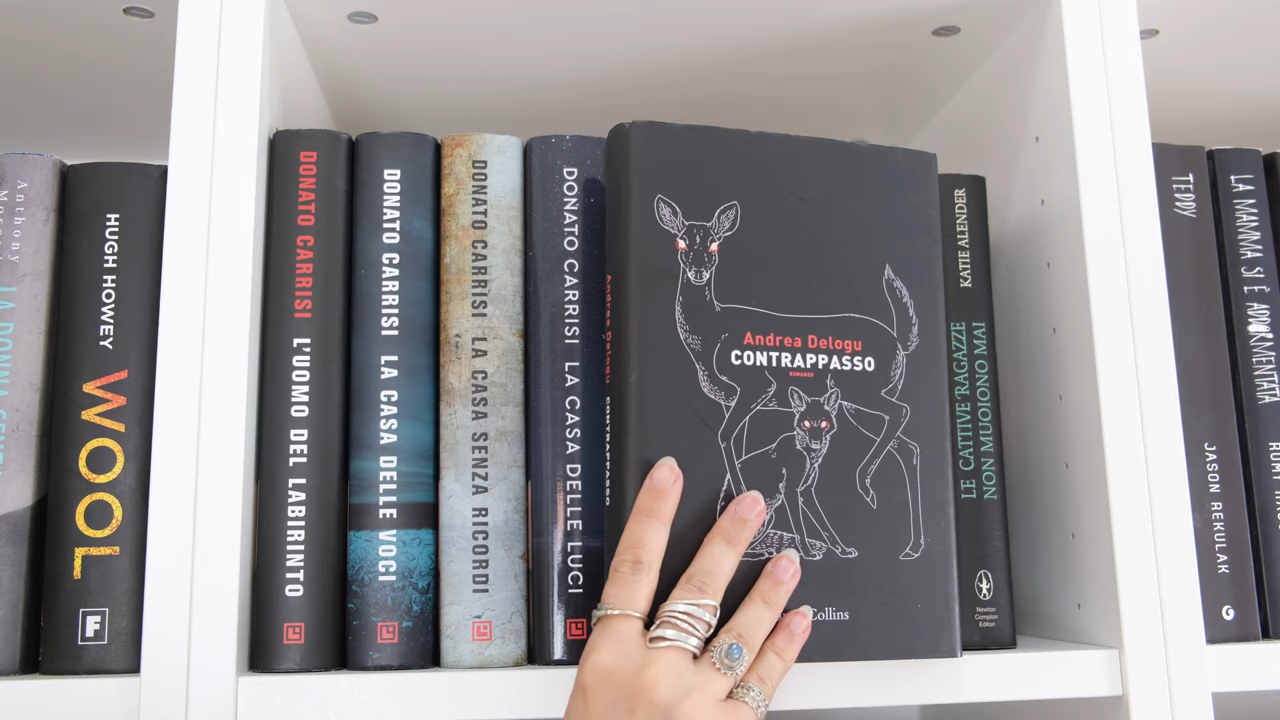 Anthony
HUGH HOWEY
WOOL
F
DONATO CARRISI L'UOMO DEL LABIRINTO
DONATO CARRISI LA CASA DELLE VOCI
DONATO CARRISI LA CASA SENZA RICORDI
DONATO CARRISI LA CASA DELLE LUCI
Andrea Delogu CONTRAPPASSO
Andrea Delogu
CONTRAPPASSO
ROMANZO
Collins
KATIE ALENDER
LE CATTIVE RAGAZZE
NON MUOIONO MAI
Newton
Compton
Editori
TEDDY
JASON REKULAK
LA MAMMA SI È ADDORMENTATA